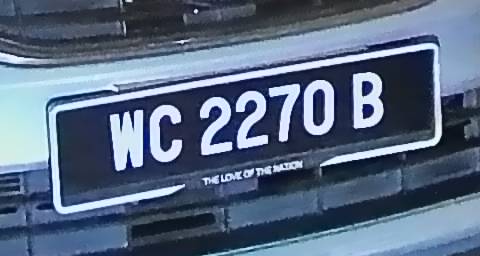 WC 2270 B
THE LOVE OF THE NATION